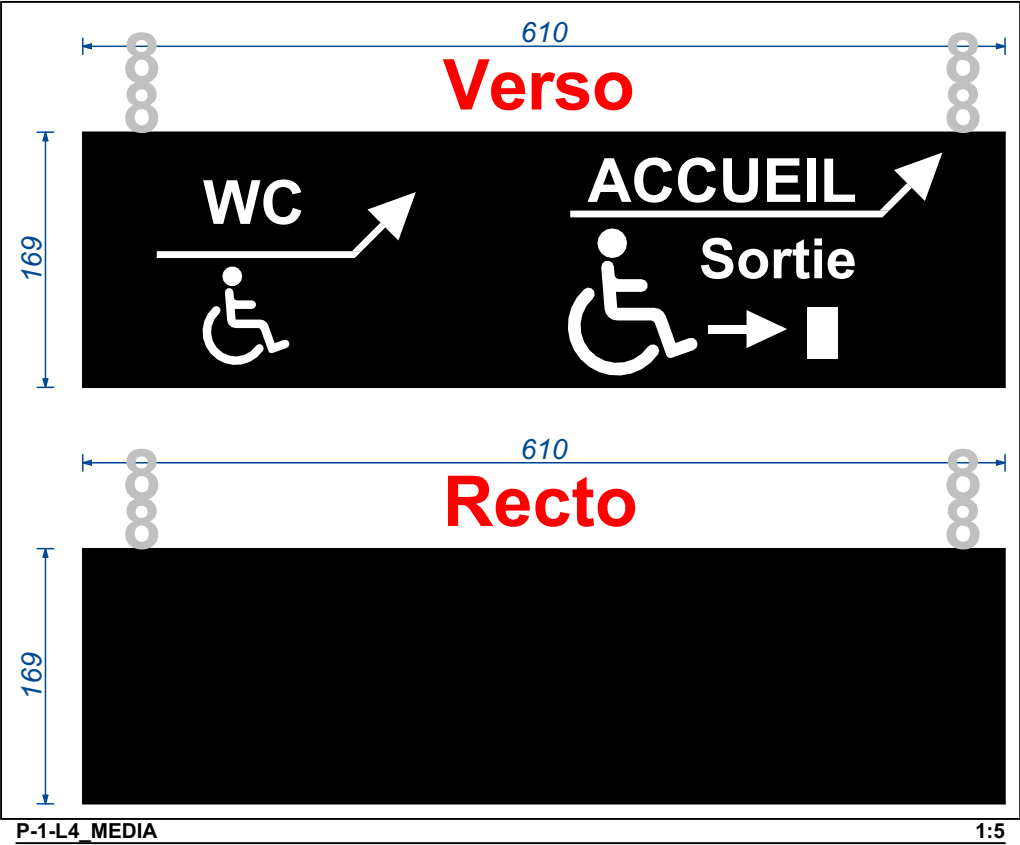 610
Verso
169
WC
ACCUEIL
Sortie
610
Recto
169
P-1-L4_MEDIA 1:5